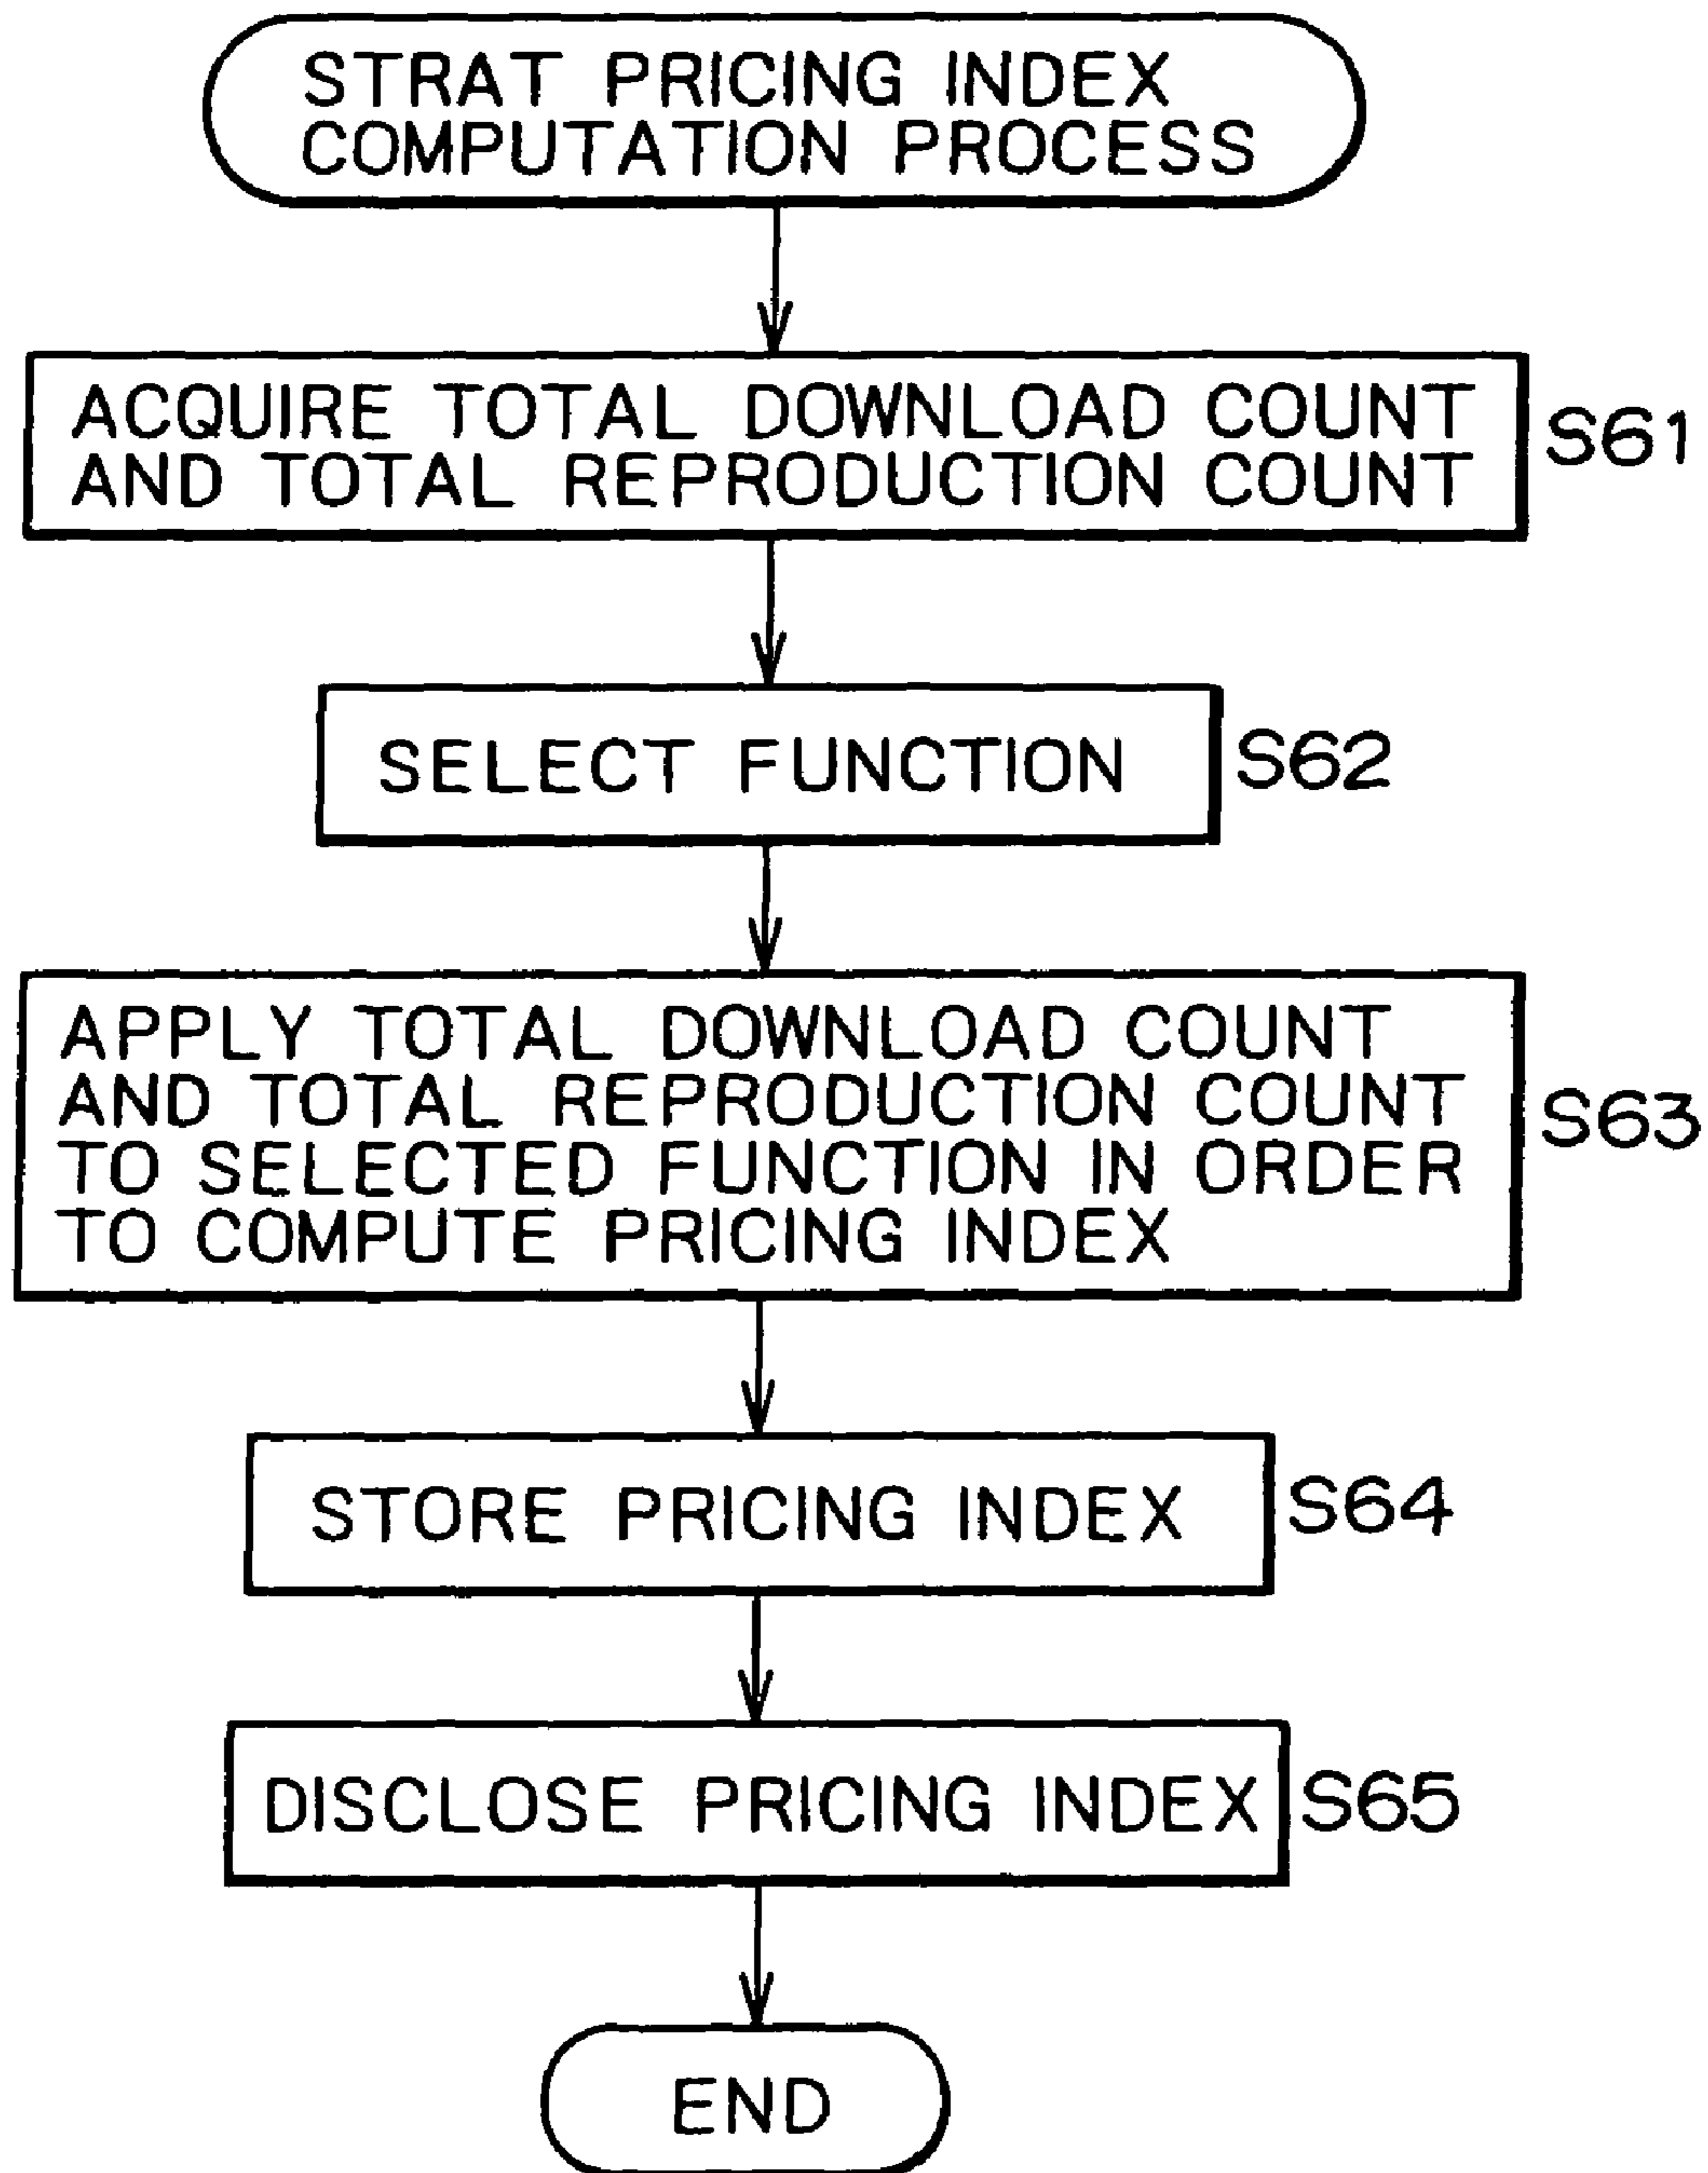 STRAT PRICING INDEX
COMPUTATION PROCESS
ACQUIRE TOTAL DOWNLOAD COUNT
AND TOTAL REPRODUCTION COUNT
S61
SELECT FUNCTION
S62
APPLY TOTAL DOWNLOAD COUNT
AND TOTAL REPRODUCTION COUNT
TO SELECTED FUNCTION IN ORDER
TO COMPUTE PRICING INDEX
S63
STORE PRICING INDEX
S64
DISCLOSE PRICING INDEX
S65
END